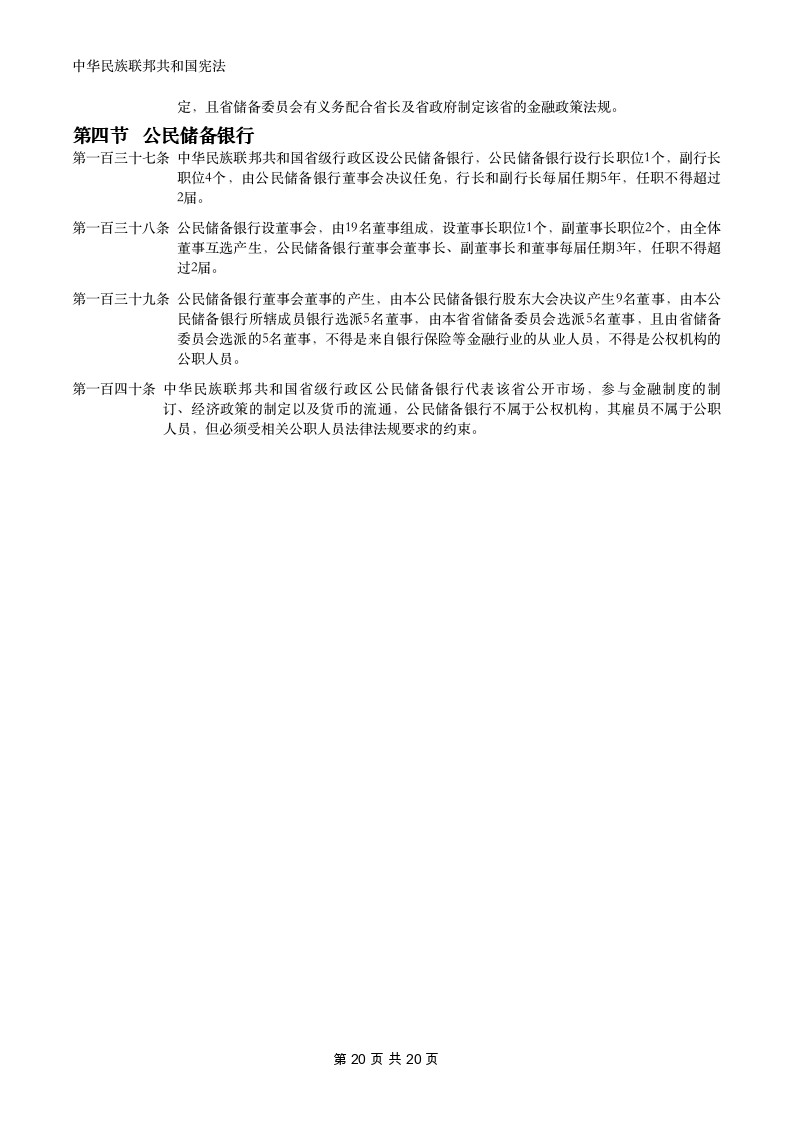 中华民族联邦共和国宪法
定，且省储备委员会有义务配合省长及省政府制定该省的金融政策法规。
第四节 公民储备银行
第一百三十七条 中华民族联邦共和国省级行政区设公民储备银行，公民储备银行设行长职位1个，副行长
职位4个，由公民储备银行董事会决议任免，行长和副行长每届任期5年，任职不得超过
2届。
第一百三十八条 公民储备银行设董事会，由19名董事组成，设董事长职位1个，副董事长职位2个，由全体
董事互选产生，公民储备银行董事会董事长、副董事长和董事每届任期3年，任职不得超
过2届。
第一百三十九条 公民储备银行董事会董事的产生，由本公民储备银行股东大会决议产生9名董事，由本公
民储备银行所辖成员银行选派5名董事，由本省省储备委员会选派5名董事，且由省储备
委员会选派的5名董事，不得是来自银行保险等金融行业的从业人员，不得是公权机构的
公职人员。
第一百四十条 中华民族联邦共和国省级行政区公民储备银行代表该省公开市场，参与金融制度的制
订、经济政策的制定以及货币的流通，公民储备银行不属于公权机构，其雇员不属于公职
人员，但必须受相关公职人员法律法规要求的约束。
第 20 页 共 20 页